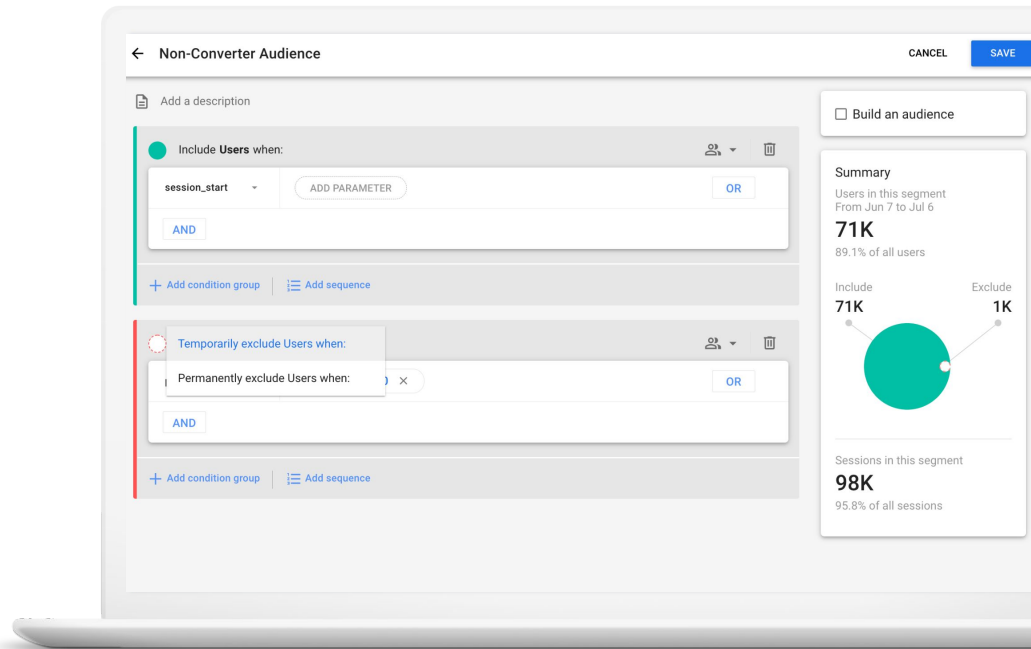 Non-Converter Audience
CANCEL
SAVE
Add a description
Include Users when:
session_start
ADD PARAMETER
OR
AND
Add condition group
Add sequence
Temporarily exclude Users when:
Permanently exclude Users when:
OR
AND
Add condition group
Add sequence
Build an audience
Summary
Users in this segment
From Jun 7 to Jul 6
71K
89.1% of all users
Include
Exclude
71K
1K
Sessions in this segment
98K
95.8% of all sessions